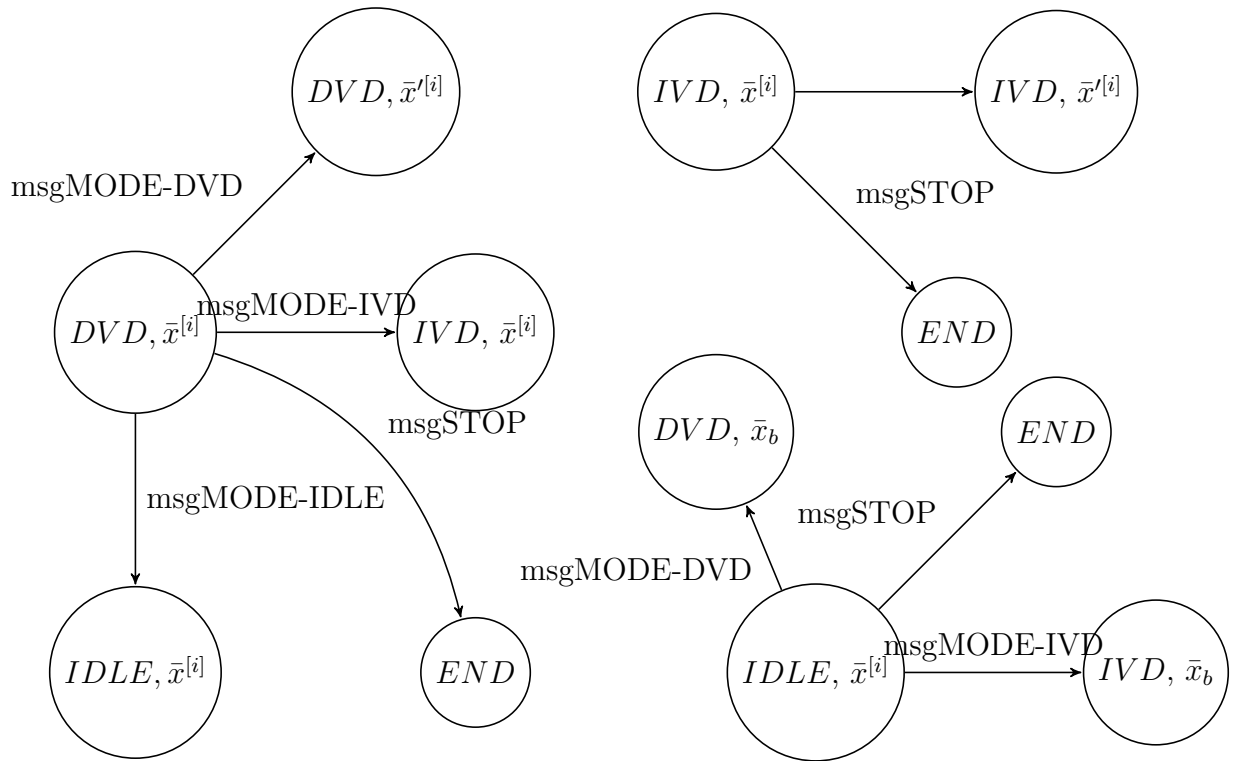 DVD, x̄′[i]
msgMODE-DVD
DVD, x̄[i]
msgMODE-IVD
IVD, x̄[i]
msgSTOP
msgMODE-IDLE
IDLE, x̄[i]
END
IVD, x̄[i]
IVD, x̄′[i]
msgSTOP
END
DVD, x̄b
END
msgSTOP
msgMODE-DVD
IDLE, x̄[i]
msgMODE-IVD
IVD, x̄b